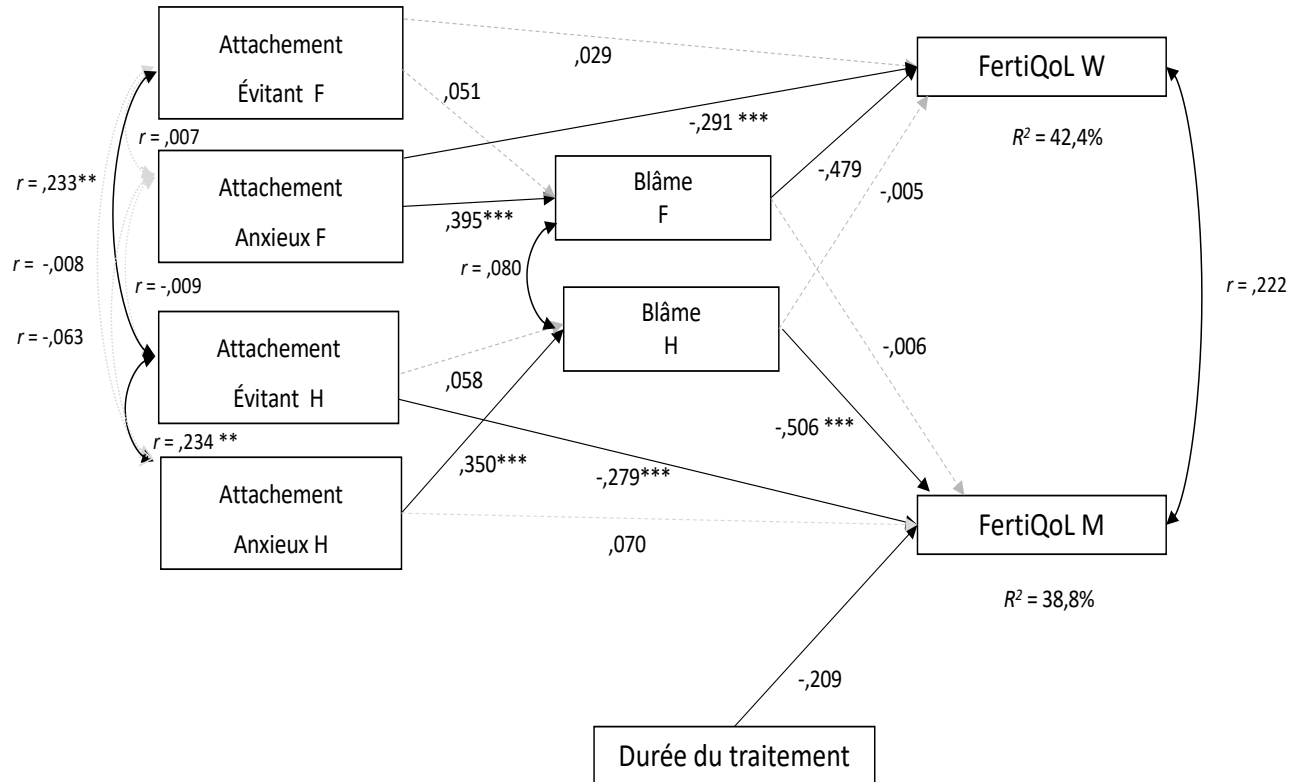 Attachement
Évitant F
,029
FertiQoL W
,051
-,291 ***
r = ,007
R² = 42,4%
r = ,233**
Attachement
Anxieux F
Blâme
F
-,479
-,005
,395***
r = -,008
r = ,080
r = -,009
r = ,222
Blâme
H
r = -,063
Attachement
Évitant H
-,006
,058
-,506 ***
r = ,234 **
,350***
-,279***
Attachement
Anxieux H
FertiQoL M
,070
R² = 38,8%
-,209
Durée du traitement